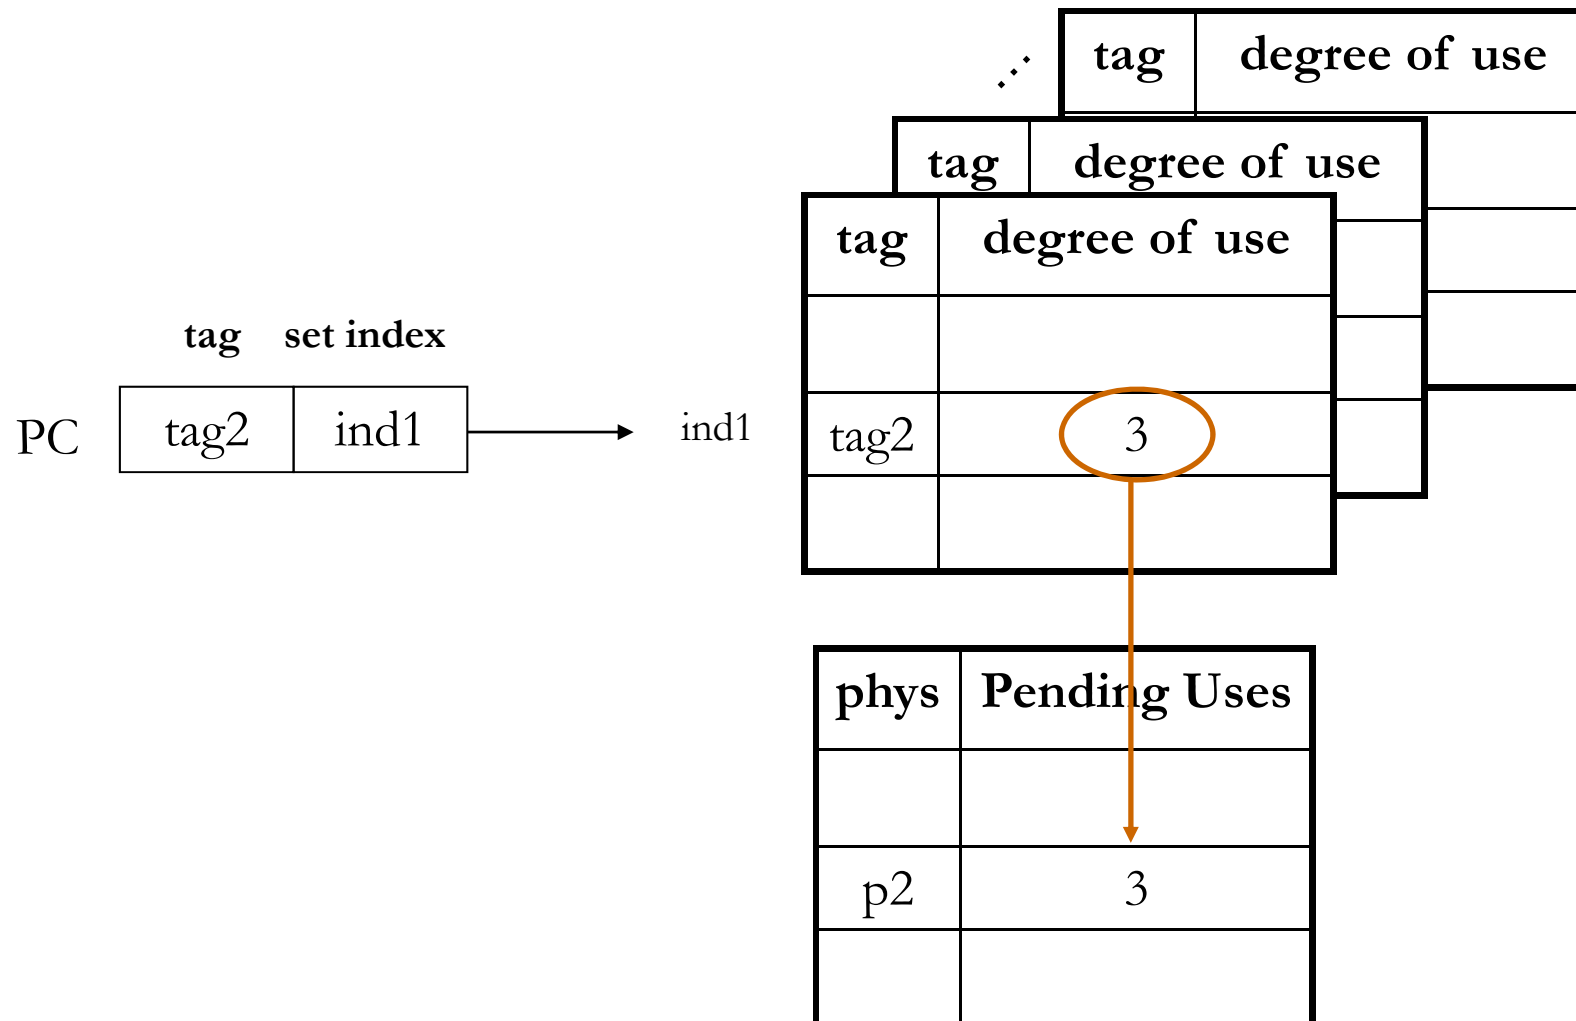 tag degree of use
tag degree of use
tag degree of use
tag set index
PC tag2 ind1 ind1 tag2 3
phys Pending Uses
p2 3